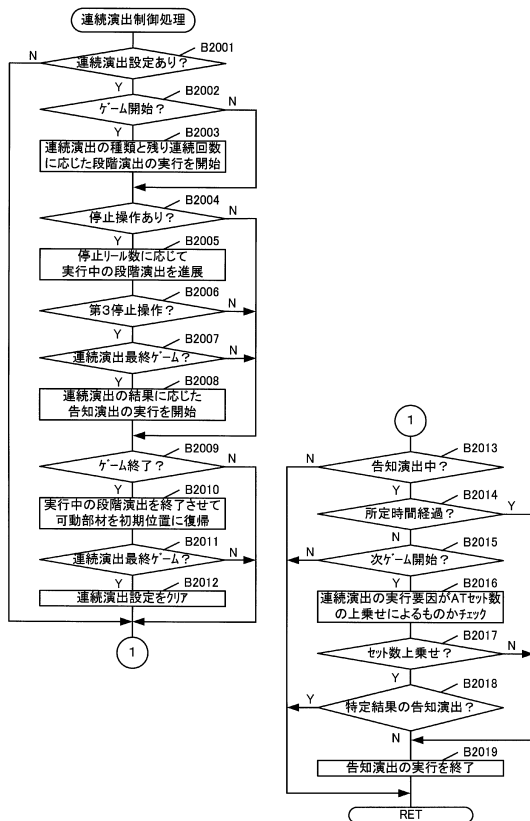 連続演出制御処理
B2001
N
連続演出設定あり？
Y
B2002
ゲーム開始？
N
Y
B2003
連続演出の種類と残り連続回数
に応じた段階演出の実行を開始
B2004
停止操作あり？
N
Y
B2005
停止リール数に応じて
実行中の段階演出を進展
B2006
第3停止操作？
N
Y
B2007
連続演出最終ゲーム？
N
Y
B2008
連続演出の結果に応じた
告知演出の実行を開始
B2009
ゲーム終了？
N
Y
B2010
実行中の段階演出を終了させて
可動部材を初期位置に復帰
B2011
連続演出最終ゲーム？
N
Y
B2012
連続演出設定をクリア
1
1
B2013
N
告知演出中？
Y
B2014
所定時間経過？
Y
N
B2015
N
次ゲーム開始？
Y
B2016
連続演出の実行要因がATセット数
の上乗せによるものかチェック
B2017
セット数上乗せ？
N
Y
B2018
Y
特定結果の告知演出？
N
B2019
告知演出の実行を終了
RET